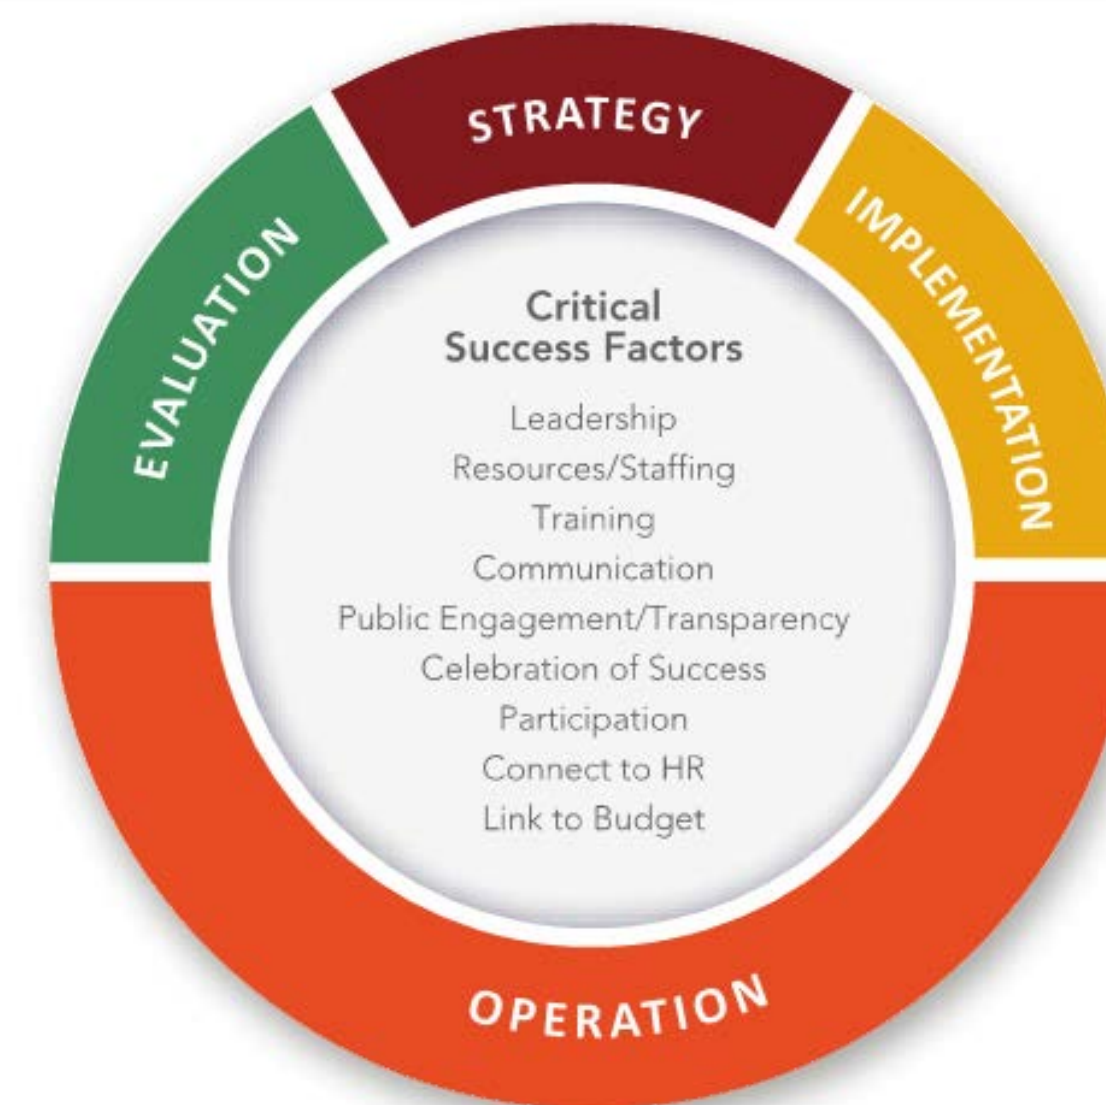 STRATEGY
IMPLEMENTATION
EVALUATION
Critical
Success Factors
Leadership
Resources/Staffing
Training
Communication
Public Engagement/Transparency
Celebration of Success
Participation
Connect to HR
Link to Budget
OPERATION